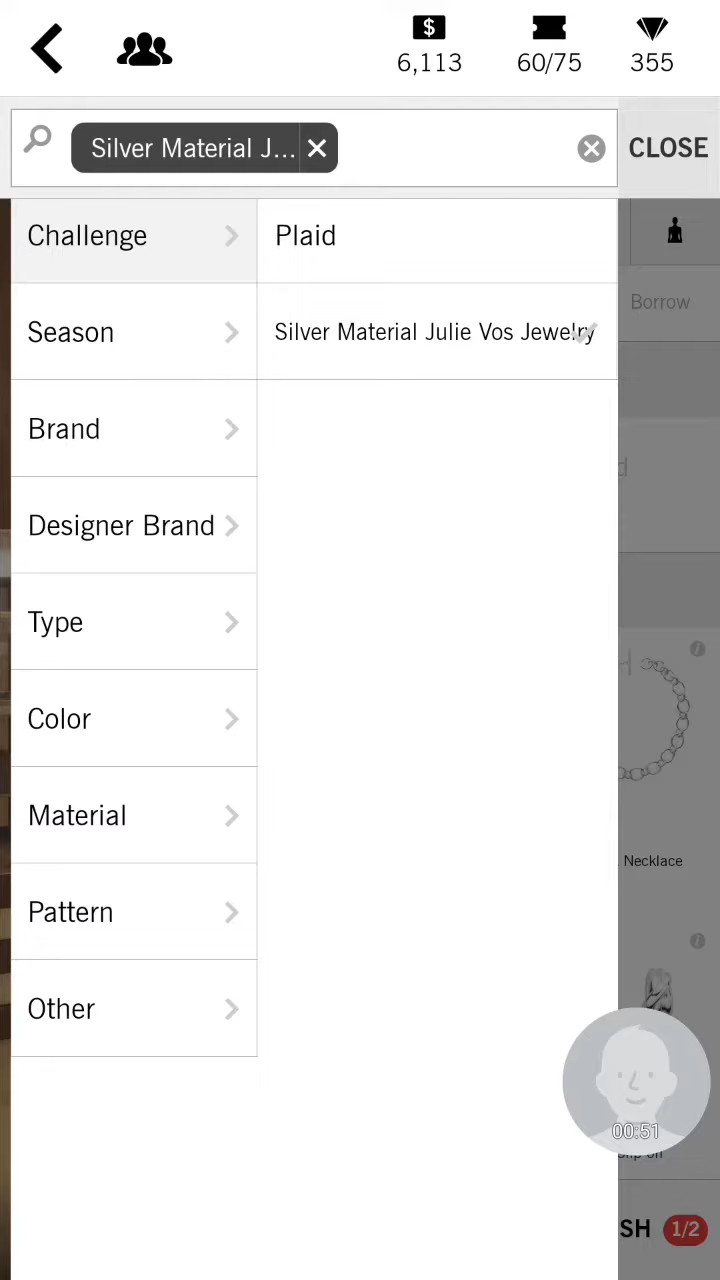 $
6,113
60/75
355
Silver Material J...
CLOSE
Challenge
Plaid
Season
Silver Material Julie Vos Jewelry
Borrow
Brand
Designer Brand
Type
Color
Material
Necklace
Pattern
Other
00:51
SH 1/2